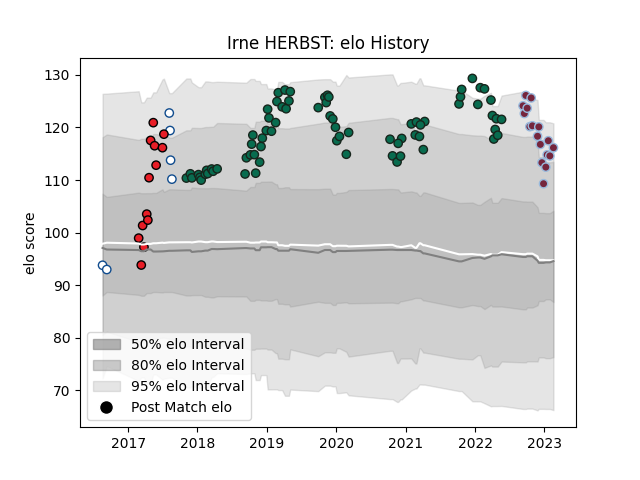 Irne HERBST: elo History
elo score
130
120
110
100
90
80
70
50% elo Interval
80% elo Interval
95% elo Interval
Post Match elo
2017 2018 2019 2020 2021 2022 2023